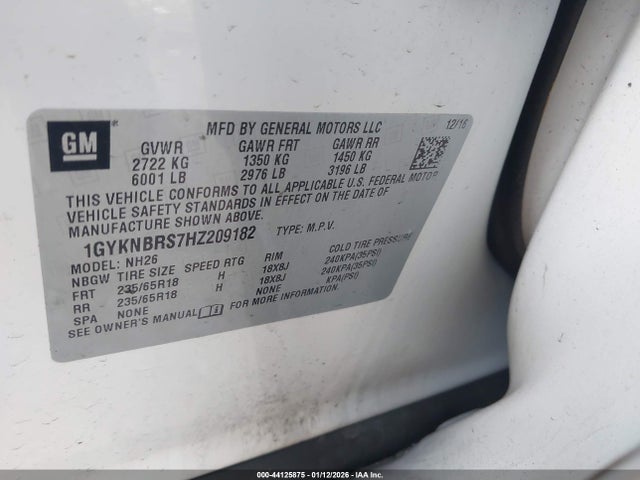 GM
MFD BY GENERAL MOTORS LLC 12/16
GVWR GAWR FRT GAWR RR
2722 KG 1350 KG 1450 KG
6001 LB 2976 LB 3196 LB
THIS VEHICLE CONFORMS TO ALL APPLICABLE U.S. FEDERAL MOTOR
VEHICLE SAFETY STANDARDS IN EFFECT ON THE DATE OF
MANUFACTURE SHOWN ABOVE.
1GYKNBRS7HZ209182 TYPE: M.P.V.
MODEL: NH26
NBGW TIRE SIZE SPEED RTG RIM COLD TIRE PRESSURE
FRT 235/65R18 H 18X8J 240KPA(35PSI)
RR 235/65R18 H 18X8J 240KPA(35PSI)
SPA NONE NONE KPA(PSI)
SEE OWNER'S MANUAL FOR MORE INFORMATION.
000-44125875 01/12/2026 IAA, Inc.